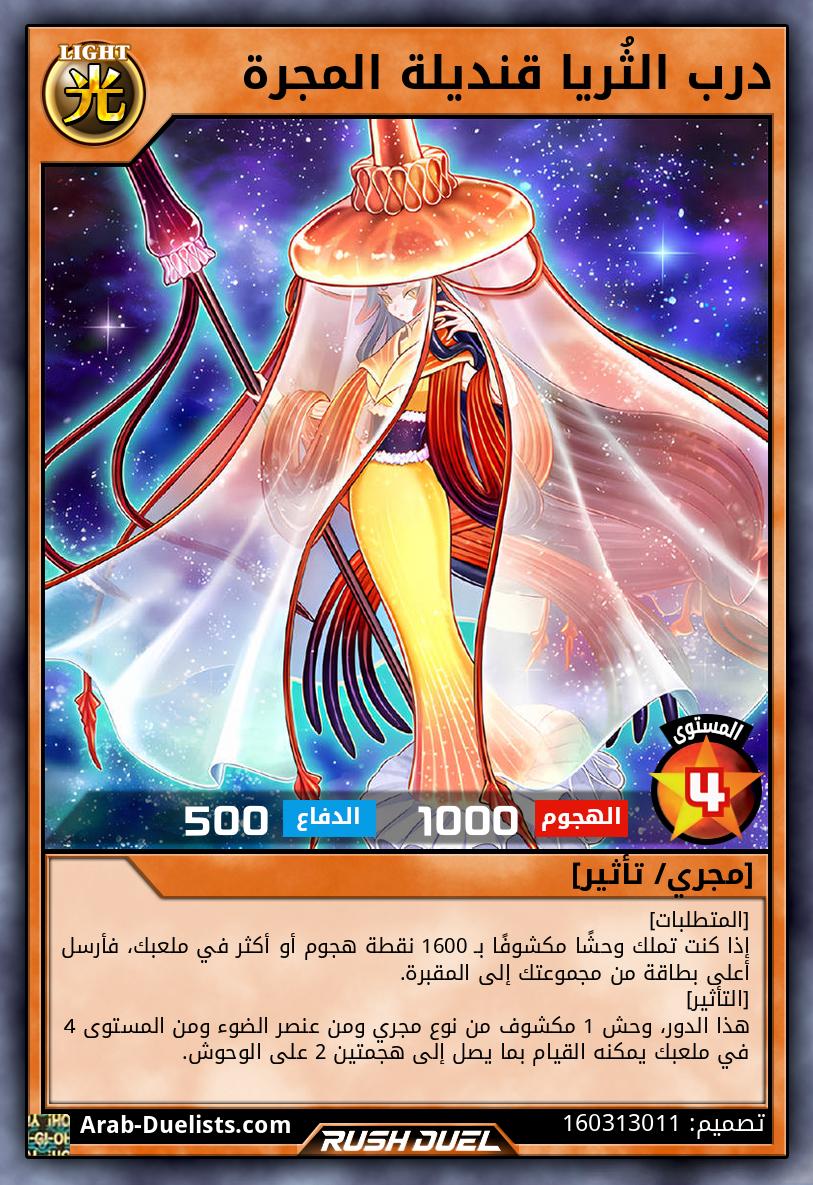 LIGHT
光
درب الثُريا قنديلة المجرة
المستوى
4
الهجوم 1000 الدفاع 500
[مجري/ تأثير]
[المتطلبات]
إذا كنت تملك وحشًا مكشوفًا بـ 1600 نقطة هجوم أو أكثر في ملعبك، فأرسل
أعلى بطاقة من مجموعتك إلى المقبرة.
[التأثير]
هذا الدور، وحش 1 مكشوف من نوع مجري ومن عنصر الضوء ومن المستوى 4
في ملعبك يمكنه القيام بما يصل إلى هجمتين 2 على الوحوش.
تصميم: 160313011
RUSH DUEL
Arab-Duelists.com